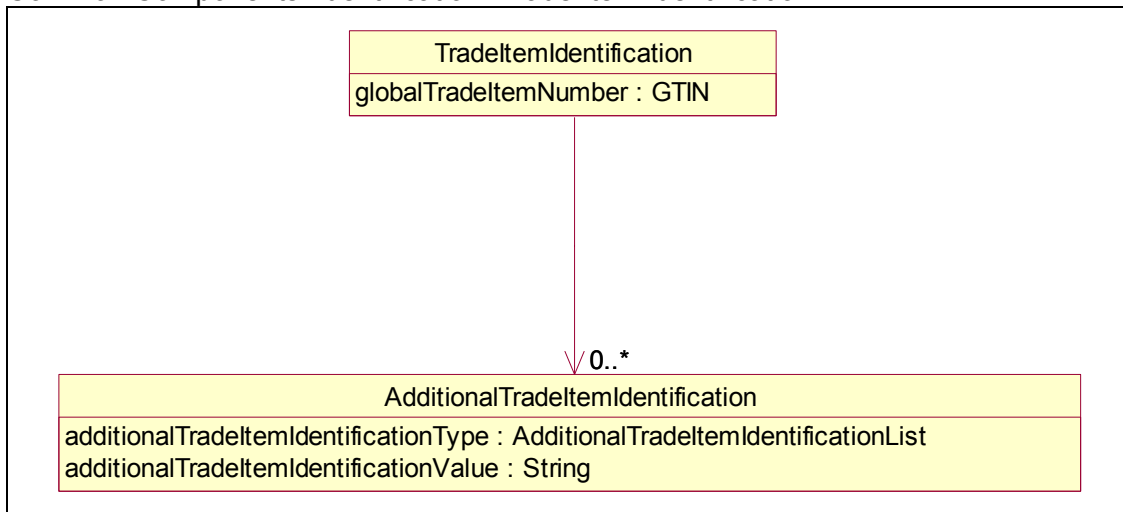 TradeItemIdentification
globalTradeItemNumber : GTIN
0..*
AdditionalTradeItemIdentification
additionalTradeItemIdentificationType : AdditionalTradeItemIdentificationList
additionalTradeItemIdentificationValue : String